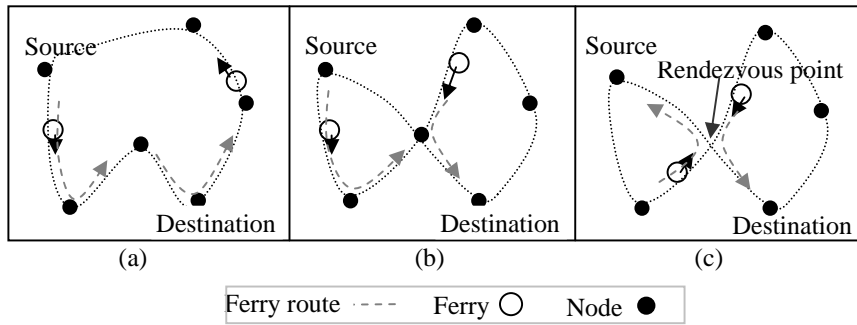 Source
Destination
(a)
Source
Destination
(b)
Source
Rendezvous point
Destination
(c)
Ferry route
Ferry
Node